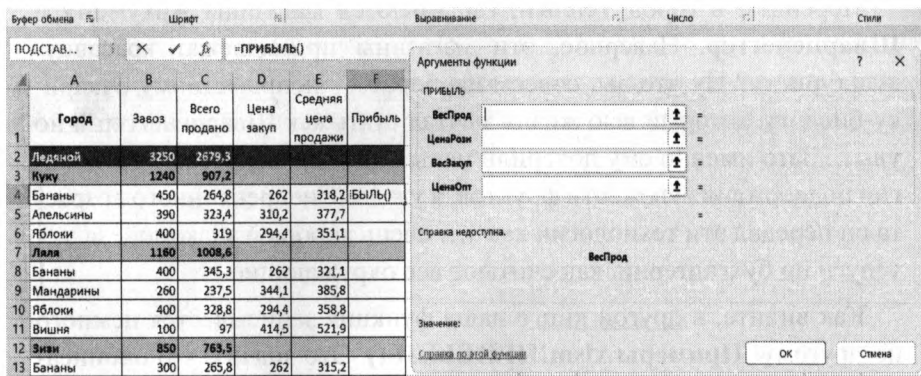 Буфер обмена Шрифт Выравнивание Число Стили
ПОДСТАВ... fx =ПРИБЫЛЬ()
A B C D E F
1 Город Завоз Всего продано Цена закуп Средняя цена продажи Прибыль
2 Ледяной 3250 2679,3
3 Куку 1240 907,2
4 Бананы 450 264,8 262 318,2 БЫЛЬ()
5 Апельсины 390 323,4 310,2 377,7
6 Яблоки 400 319 294,4 351,1
7 Ляля 1160 1008,6
8 Бананы 400 345,3 262 321,1
9 Мандарины 260 237,5 344,1 385,8
10 Яблоки 400 328,8 294,4 358,8
11 Вишня 100 97 414,5 521,9
12 Зизи 850 763,5
13 Бананы 300 265,8 262 315,2
Аргументы функции ? ×
ПРИБЫЛЬ
ВесПрод =
ЦенаРозн =
ВесЗакуп =
ЦенаОпт =
=
Справка недоступна.
ВесПрод
Значение:
Справка по этой функции
ОК Отмена